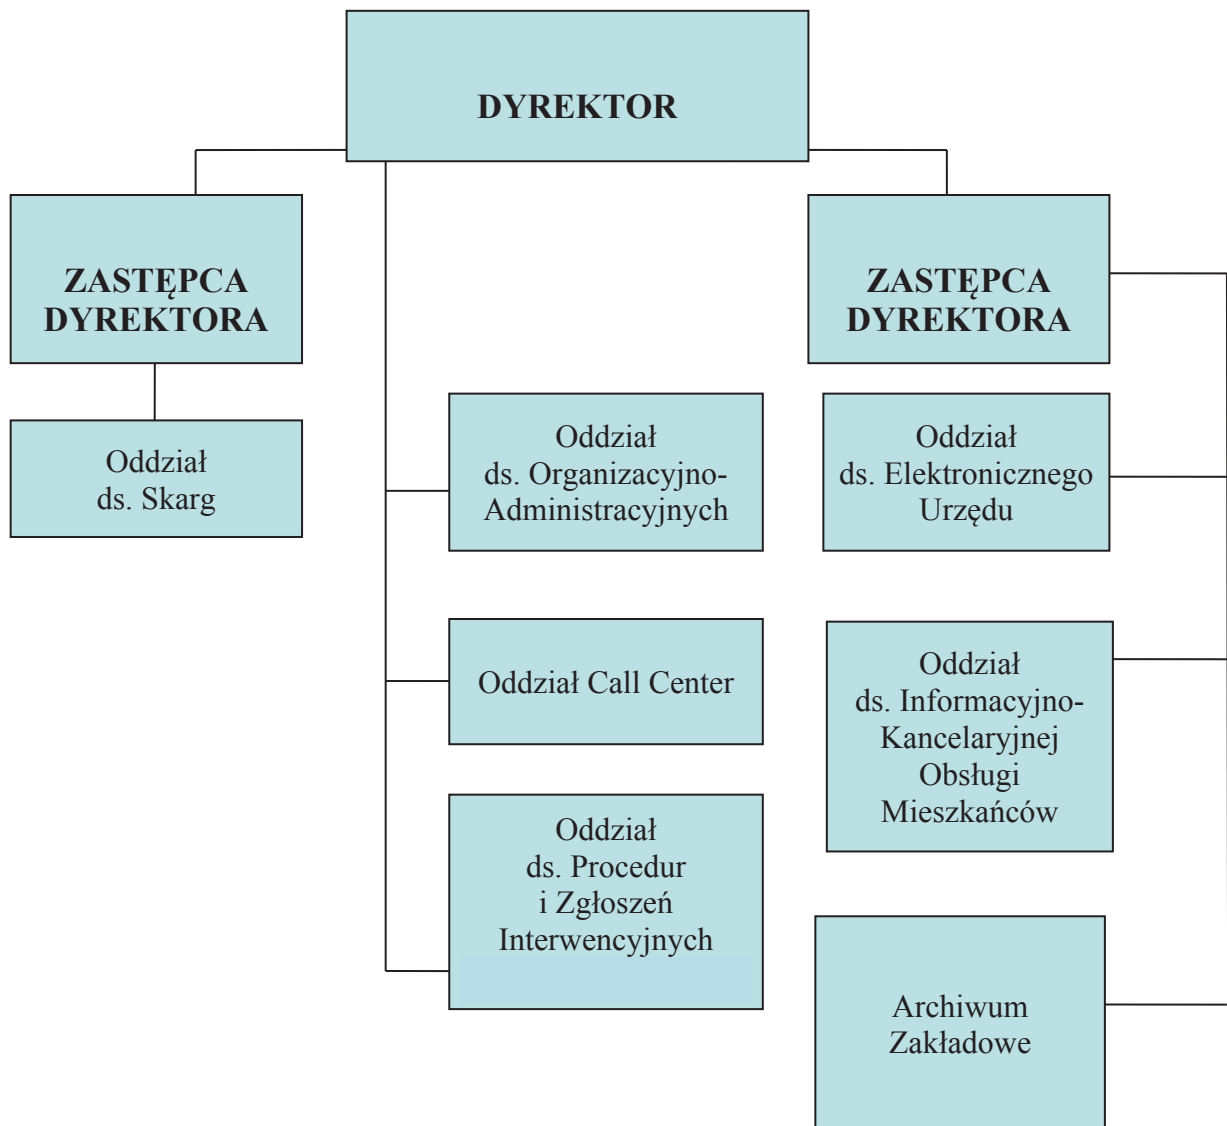 DYREKTOR
ZASTĘPCA
DYREKTORA
ZASTĘPCA
DYREKTORA
Oddział
ds. Skarg
Oddział
ds. Organizacyjno-
Administracyjnych
Oddział
ds. Elektronicznego
Urzędu
Oddział Call Center
Oddział
ds. Informacyjno-
Kancelaryjnej
Obsługi
Mieszkańców
Oddział
ds. Procedur
i Zgłoszeń
Interwencyjnych
Archiwum
Zakładowe